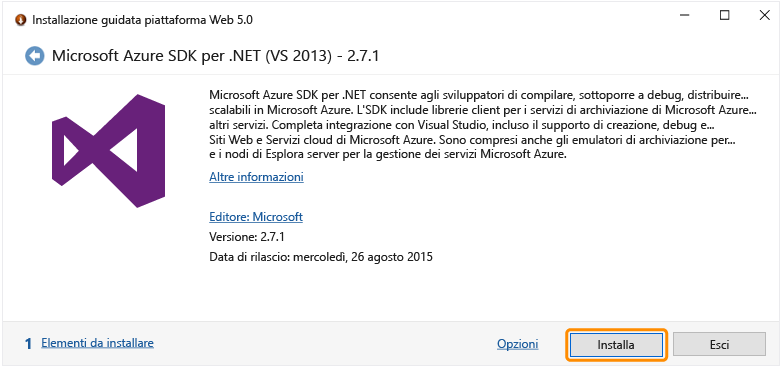 Installazione guidata piattaforma Web 5.0
Microsoft Azure SDK per .NET (VS 2013) - 2.7.1
Microsoft Azure SDK per .NET consente agli sviluppatori di compilare, sottoporre a debug, distribuire...
scalabili in Microsoft Azure. L'SDK include librerie client per i servizi di archiviazione di Microsoft Azure...
altri servizi. Completa integrazione con Visual Studio, incluso il supporto di creazione, debug e...
Siti Web e Servizi cloud di Microsoft Azure. Sono compresi anche gli emulatori di archiviazione per...
e i nodi di Esplora server per la gestione dei servizi Microsoft Azure.
Altre informazioni
Editore: Microsoft
Versione: 2.7.1
Data di rilascio: mercoledì, 26 agosto 2015
1 Elementi da installare
Opzioni
Installa
Esci